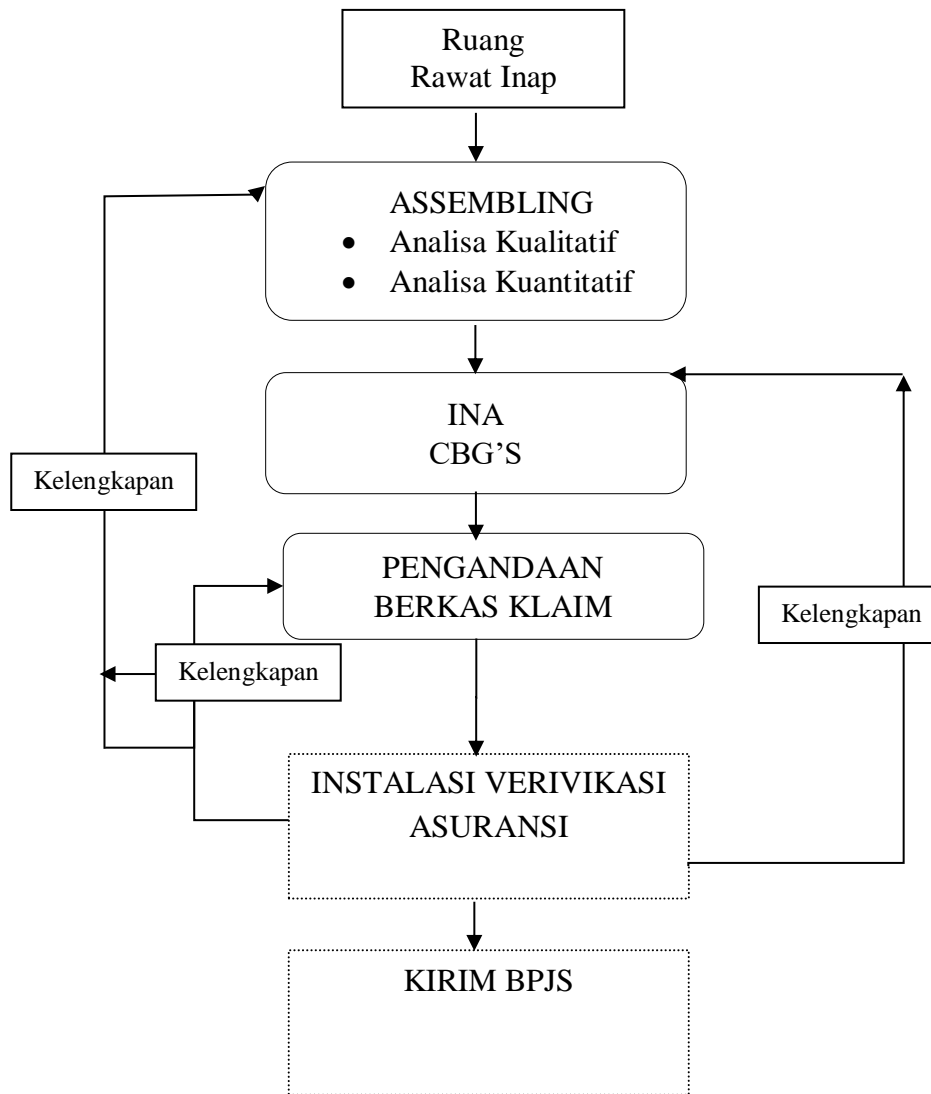 Ruang
Rawat Inap
ASSEMBLING
• Analisa Kualitatif
• Analisa Kuantitatif
INA
CBG’S
Kelengkapan
PENGANDAAN
BERKAS KLAIM
Kelengkapan
Kelengkapan
INSTALASI VERIVIKASI
ASURANSI
KIRIM BPJS